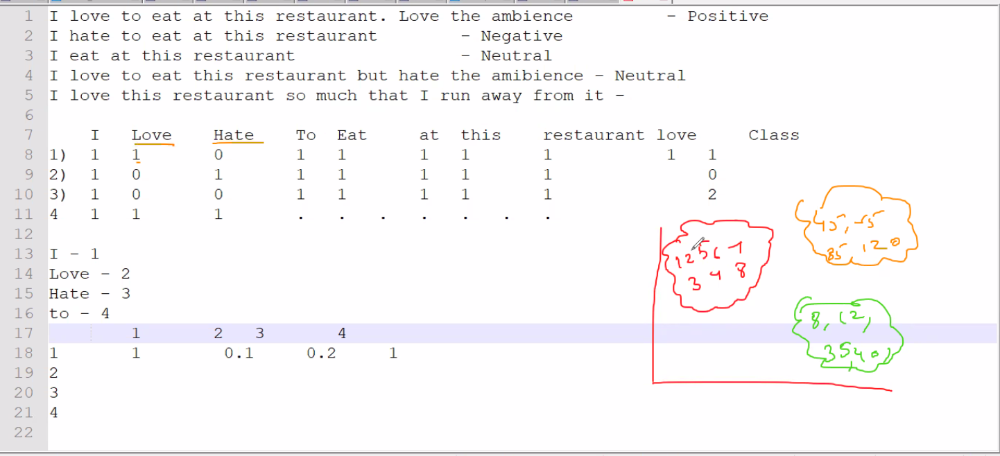 1 I love to eat at this restaurant. Love the ambience - Positive
2 I hate to eat at this restaurant - Negative
3 I eat at this restaurant - Neutral
4 I love to eat this restaurant but hate the amibience - Neutral
5 I love this restaurant so much that I run away from it -
6
7 I Love Hate To Eat at this restaurant love Class
8 1) 1 1 0 1 1 1 1 1 1 1
9 2) 1 0 1 1 1 1 1 1 0
10 3) 1 0 0 1 1 1 1 1 2
11 4 1 1 1 . . . . . . .
12
13 I - 1
14 Love - 2
15 Hate - 3
16 to - 4
17 1 2 3 4
18 1 1 0.1 0.2 1
19 2
20 3
21 4
22
1 2 5 6 7
3 4 8
85, 120
8, 12,